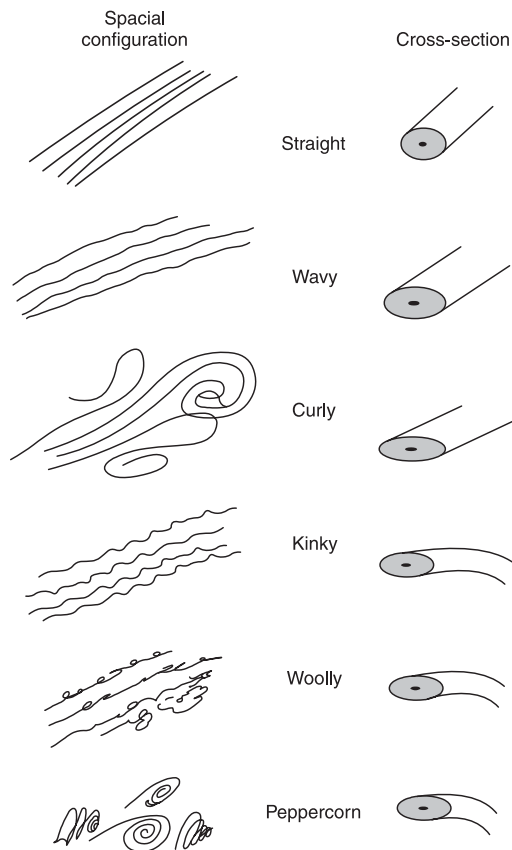 Spacial
configuration
Cross-section
Straight
Wavy
Curly
Kinky
Woolly
Peppercorn